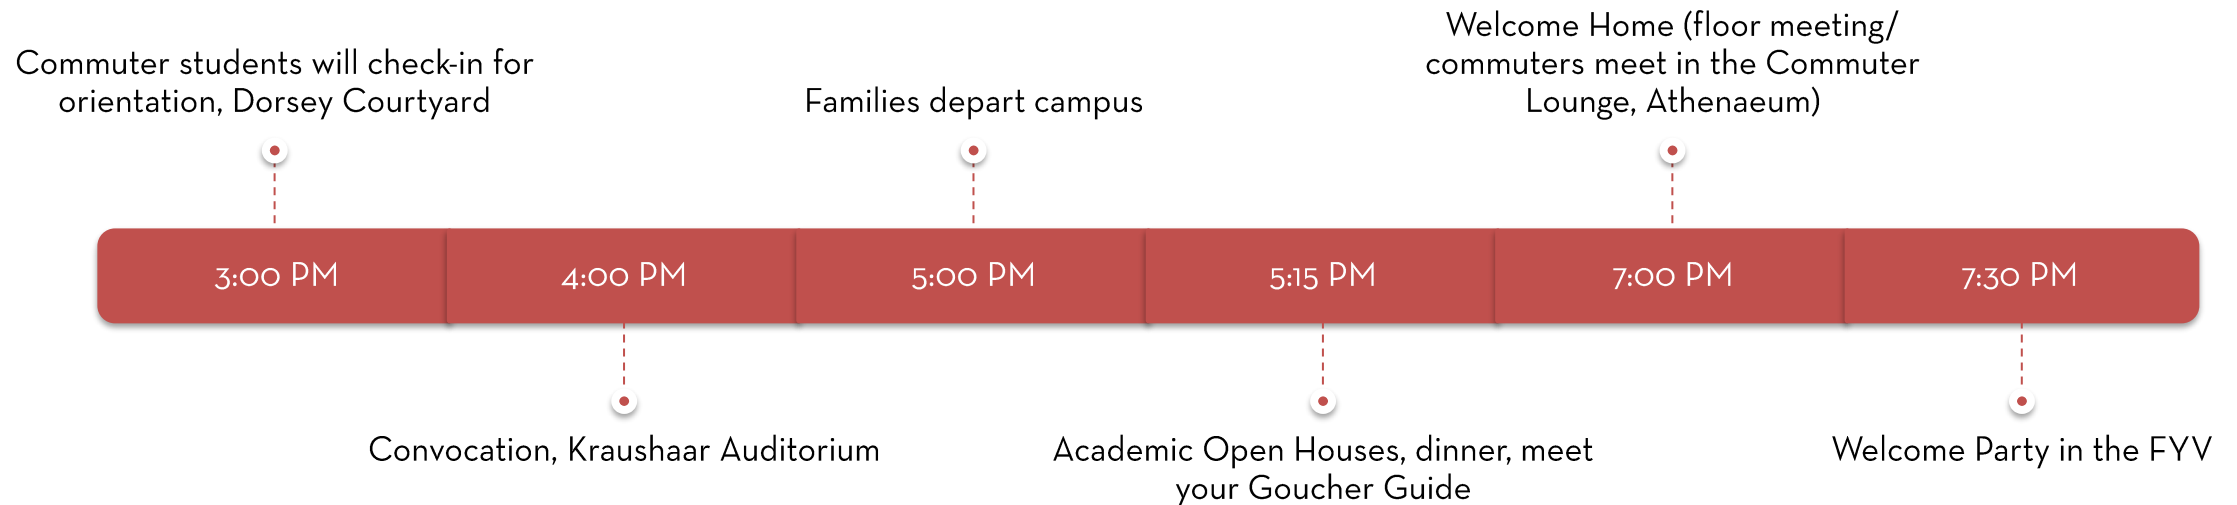 Commuter students will check-in for
orientation, Dorsey Courtyard
Families depart campus
Welcome Home (floor meeting/
commuters meet in the Commuter
Lounge, Athenaeum)
3:00 PM
4:00 PM
5:00 PM
5:15 PM
7:00 PM
7:30 PM
Convocation, Kraushaar Auditorium
Academic Open Houses, dinner, meet
your Goucher Guide
Welcome Party in the FYV